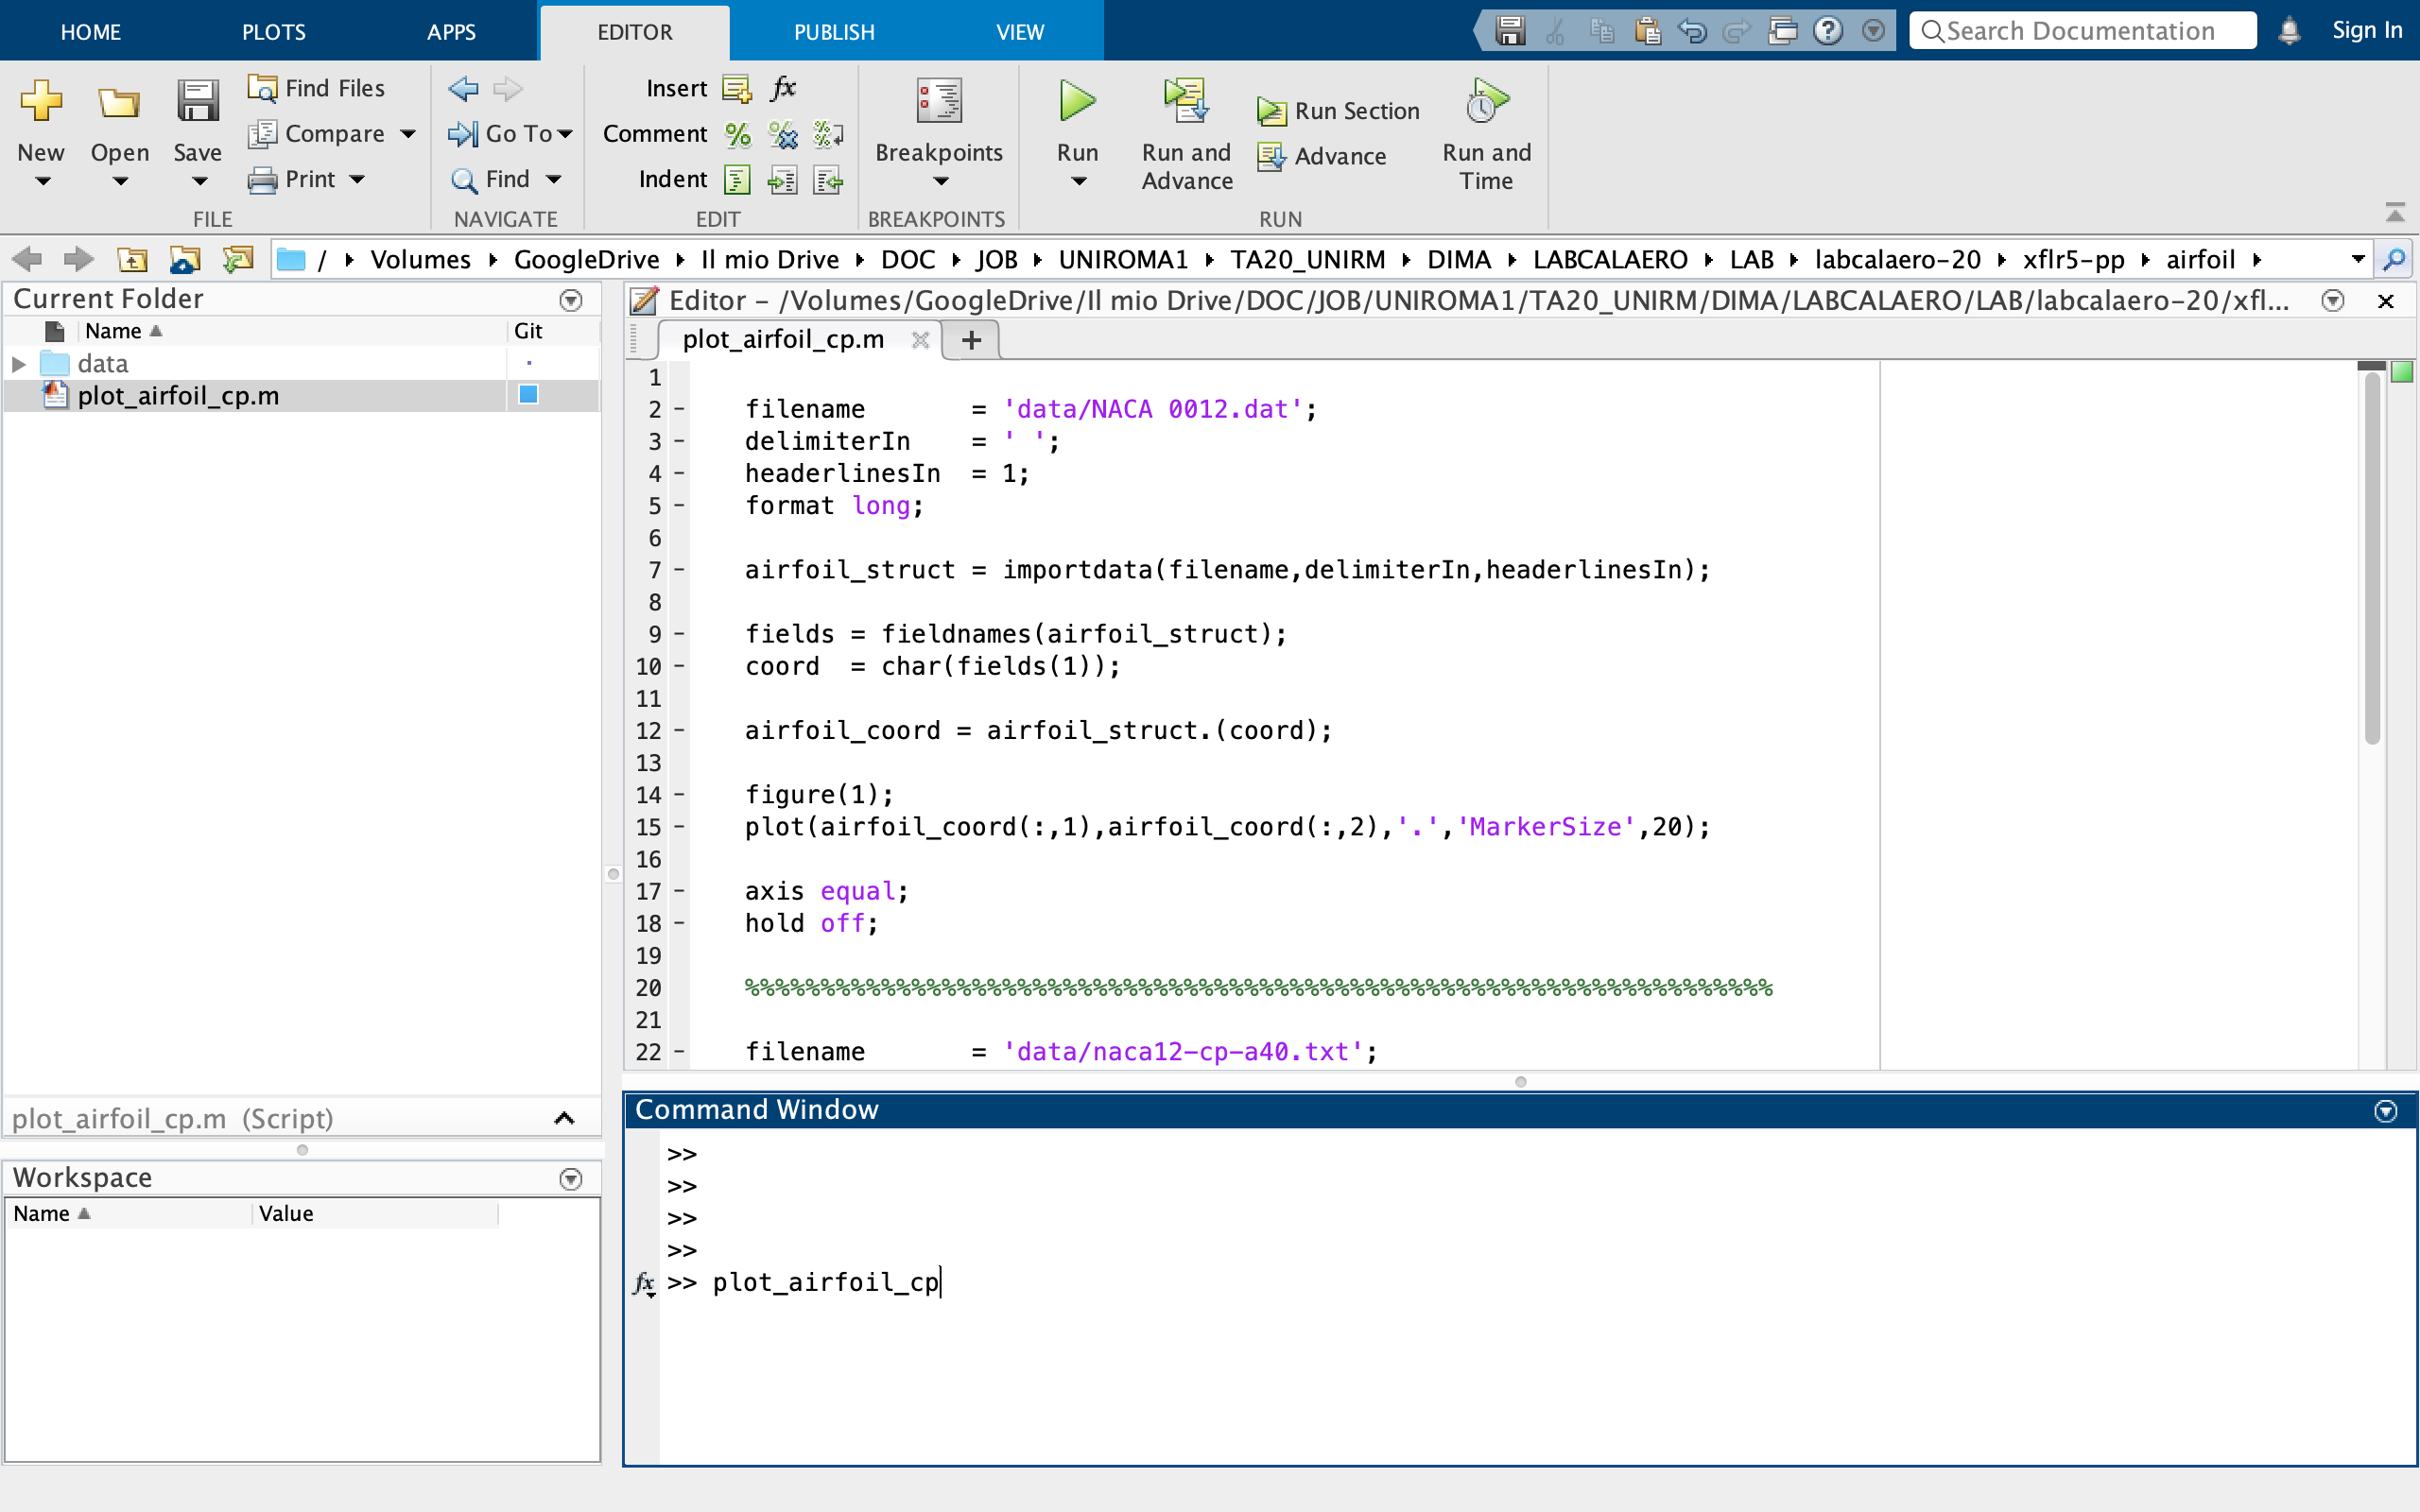 HOME PLOTS APPS EDITOR PUBLISH VIEW Search Documentation Sign In
New Open Save Find Files Compare Print
FILE
Go To Find
NAVIGATE
Insert fx
Comment
Indent
EDIT
Breakpoints
BREAKPOINTS
Run Run and Advance Run Section Advance Run and Time
RUN
/ Volumes GoogleDrive Il mio Drive DOC JOB UNIROMA1 TA20_UNIRM DIMA LABCALAERO LAB labcalaero-20 xflr5-pp airfoil
Current Folder
Name Git
data
plot_airfoil_cp.m
plot_airfoil_cp.m (Script)
Workspace
Name Value
Editor - /Volumes/GoogleDrive/Il mio Drive/DOC/JOB/UNIROMA1/TA20_UNIRM/DIMA/LABCALAERO/LAB/labcalaero-20/xfl...
plot_airfoil_cp.m +
1
2 - filename       = 'data/NACA 0012.dat';
3 - delimiterIn    = ' ';
4 - headerlinesIn  = 1;
5 - format long;
6
7 - airfoil_struct = importdata(filename,delimiterIn,headerlinesIn);
8
9 - fields = fieldnames(airfoil_struct);
10 - coord  = char(fields(1));
11
12 - airfoil_coord = airfoil_struct.(coord);
13
14 - figure(1);
15 - plot(airfoil_coord(:,1),airfoil_coord(:,2),'.','MarkerSize',20);
16
17 - axis equal;
18 - hold off;
19
20 %%%%%%%%%%%%%%%%%%%%%%%%%%%%%%%%%%%%%%%%%%%%%%%%%%%%%%%%%%%%%%%%%%%%
21
22 - filename       = 'data/naca12-cp-a40.txt';
Command Window
>>
>>
>>
>>
fx >> plot_airfoil_cp